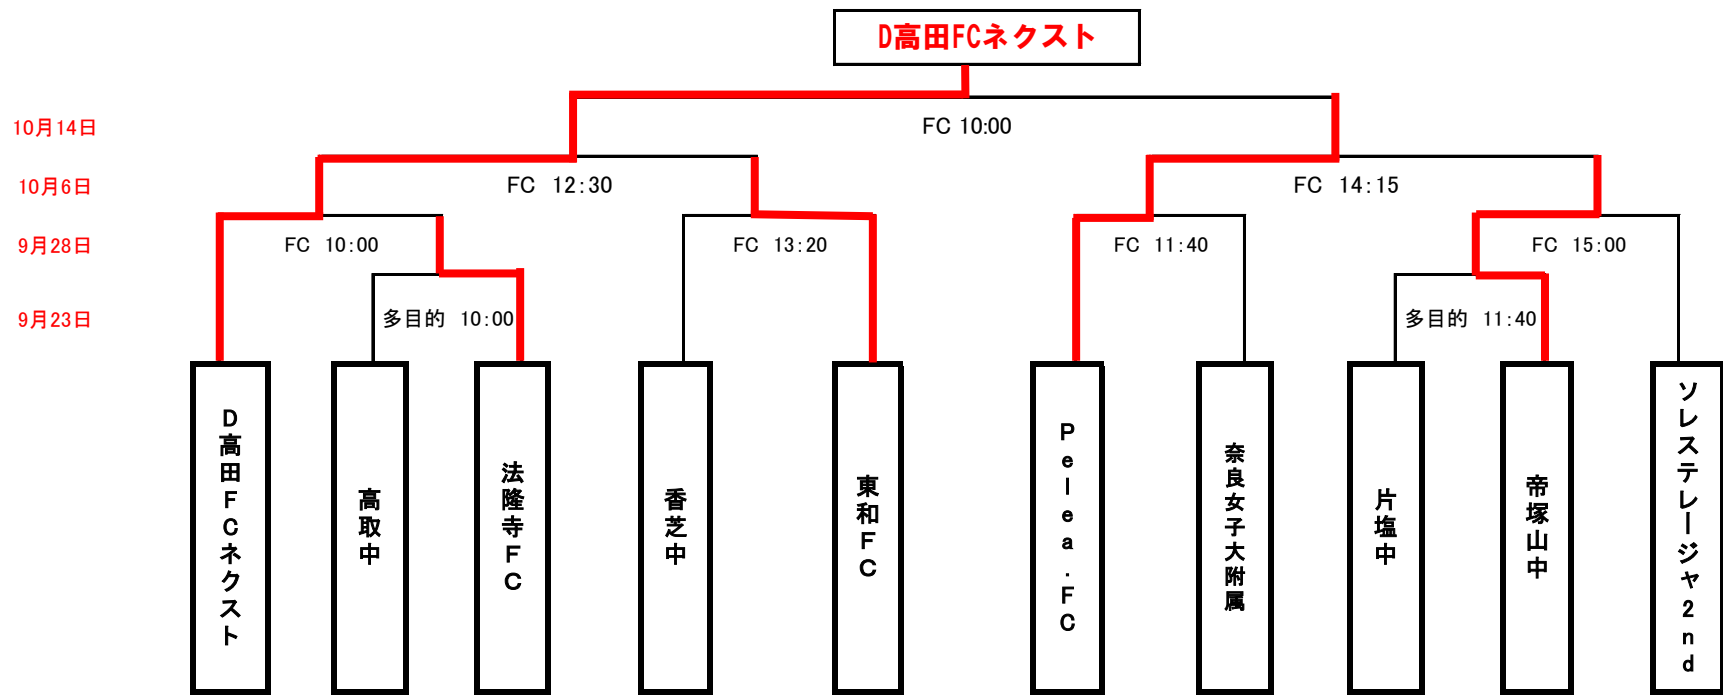 D高田FCネクスト
10月14日
FC 10:00
10月6日
FC 12:30
FC 14:15
9月28日
FC 10:00
FC 13:20
FC 11:40
FC 15:00
9月23日
多目的 10:00
多目的 11:40
D高田FCネクスト
高取中
法隆寺FC
香芝中
東和FC
Pelea.FC
奈良女子大附属
片塩中
帝塚山中
ソレステレージャ2nd